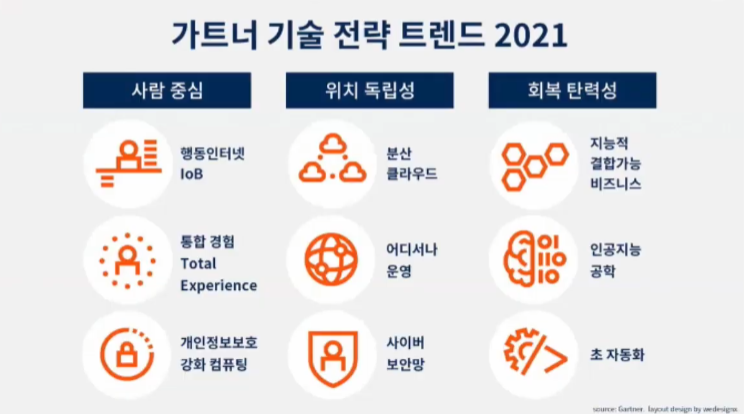 가트너 기술 전략 트렌드 2021
사람 중심
행동인터넷
IoB
통합 경험
Total
Experience
개인정보보호
강화 컴퓨팅
위치 독립성
분산
클라우드
어디서나
운영
사이버
보안망
회복 탄력성
지능적
결합가능
비즈니스
인공지능
공학
초 자동화
source: Gartner, layout design by wedesignx.